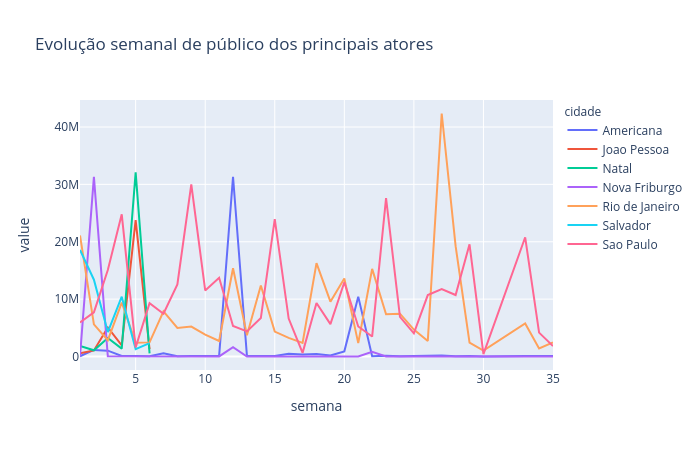 Evolução semanal de público dos principais atores
cidade
Americana
Joao Pessoa
Natal
Nova Friburgo
Rio de Janeiro
Salvador
Sao Paulo
40M
30M
20M
10M
0
value
5
10
15
20
25
30
35
semana